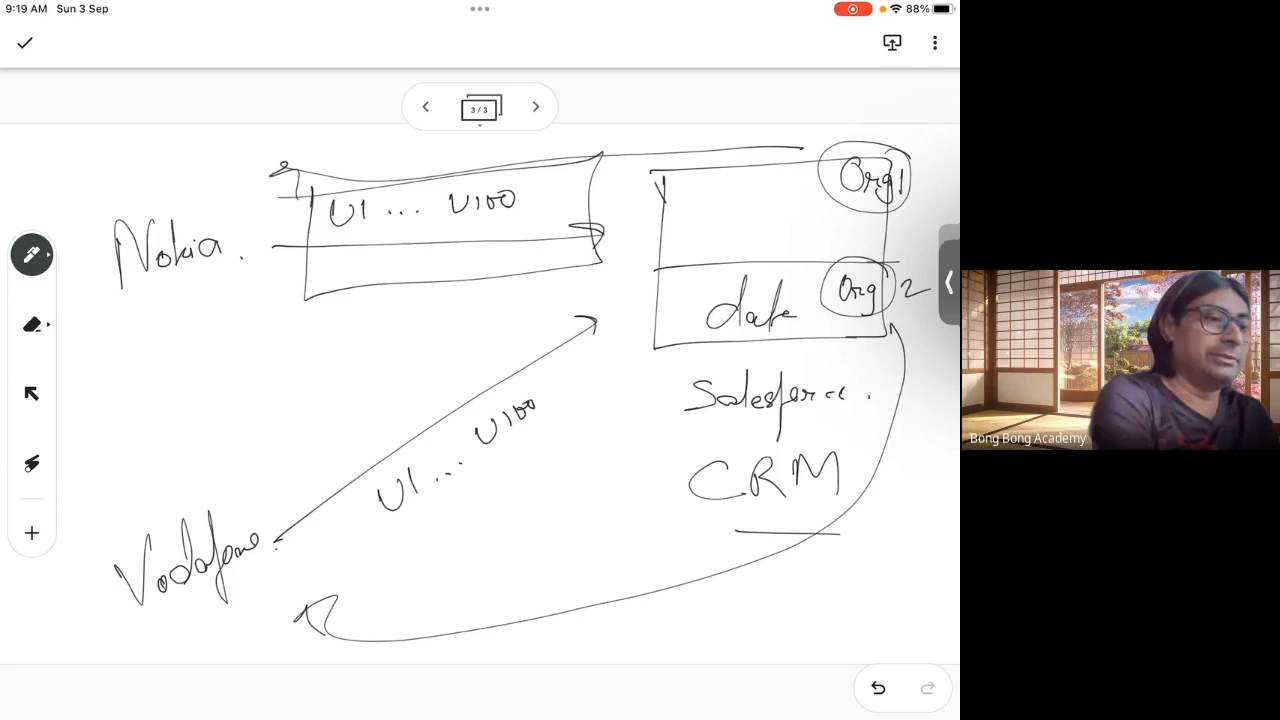 9:19 AM Sun 3 Sep
88%
3 / 3
Org1
U1 ... U100
Nokia.
Org 2
data
Salesforce.
U1 ... U100
CRM
Vodafone.
Bong Bong Academy